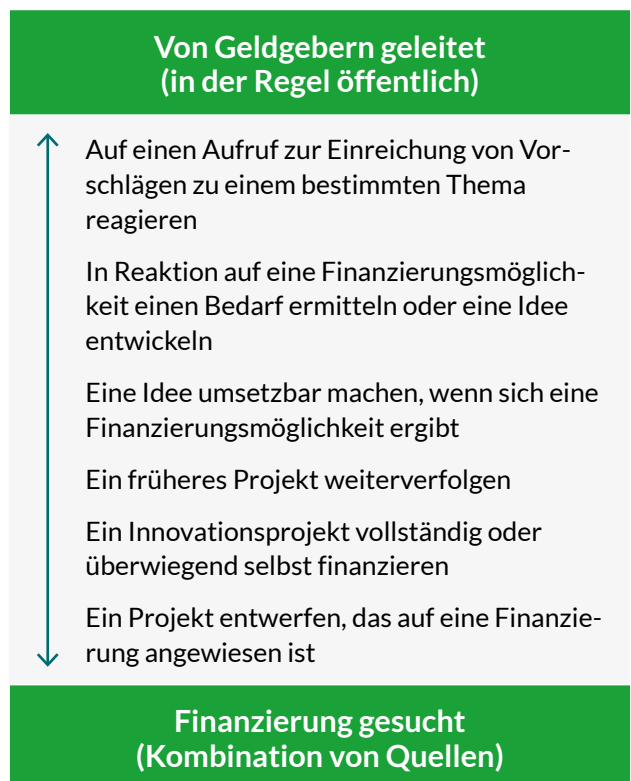 Von Geldgebern geleitet
(in der Regel öffentlich)
Auf einen Aufruf zur Einreichung von Vor-
schlägen zu einem bestimmten Thema
reagieren
In Reaktion auf eine Finanzierungsmöglich-
keit einen Bedarf ermitteln oder eine Idee
entwickeln
Eine Idee umsetzbar machen, wenn sich eine
Finanzierungsmöglichkeit ergibt
Ein früheres Projekt weiterverfolgen
Ein Innovationsprojekt vollständig oder
überwiegend selbst finanzieren
Ein Projekt entwerfen, das auf eine Finanzie-
rung angewiesen ist
Finanzierung gesucht
(Kombination von Quellen)